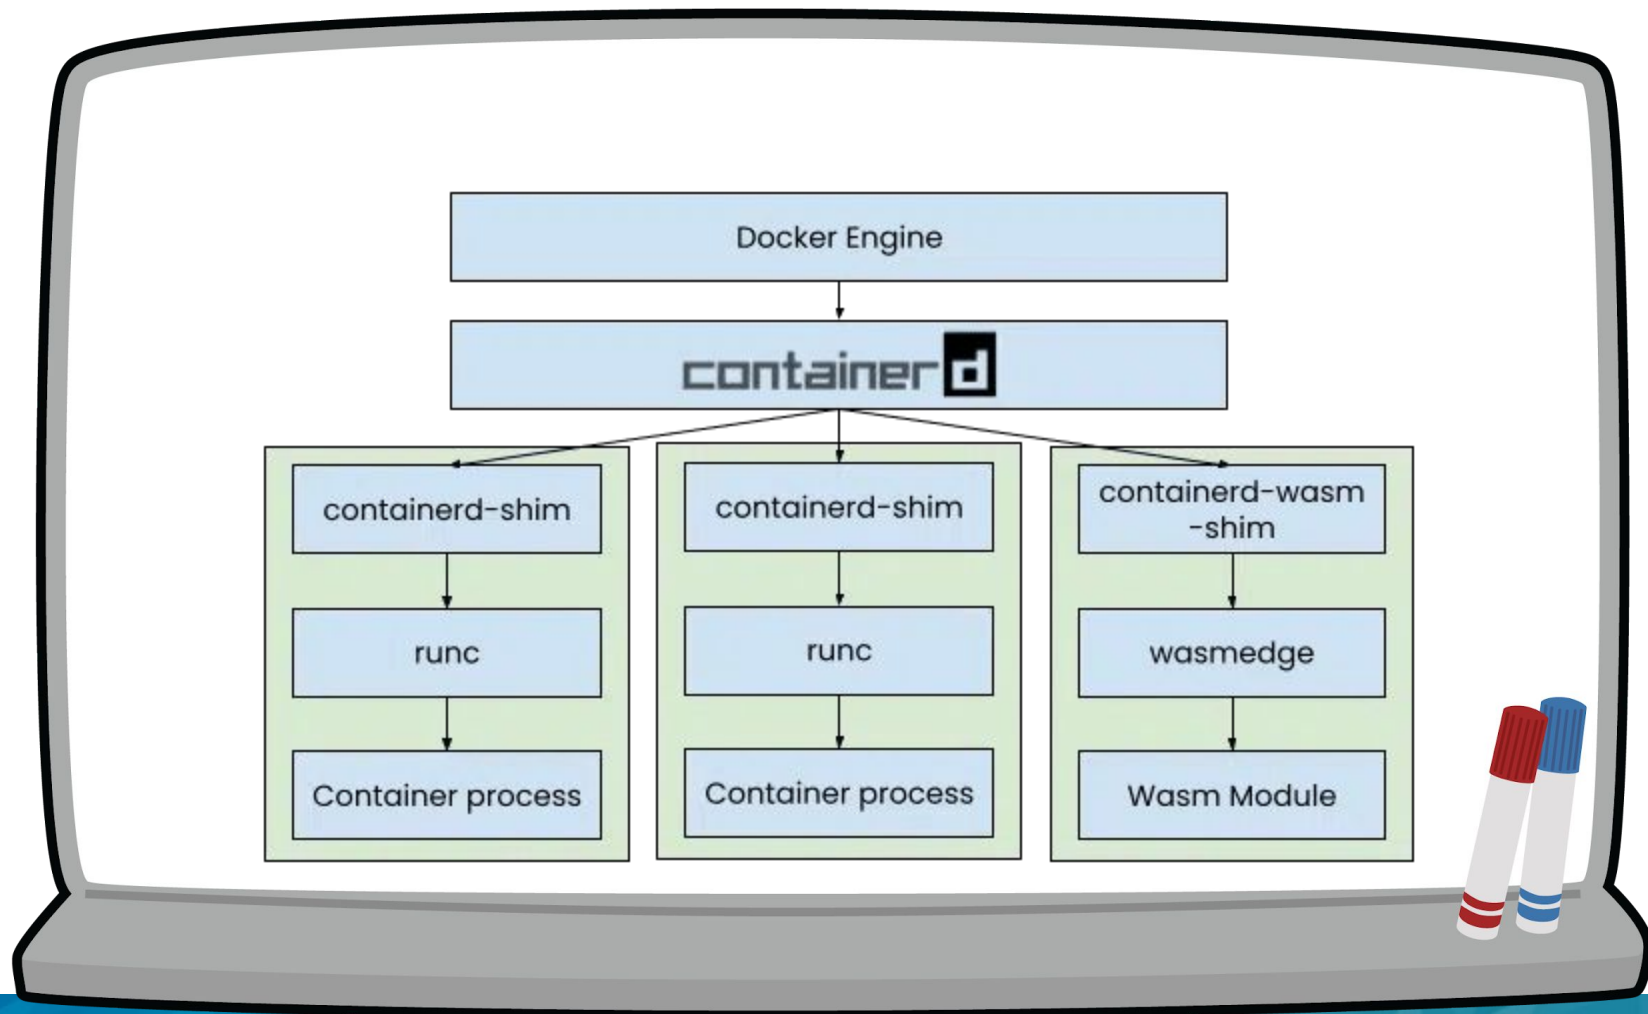 Docker Engine
containerd
containerd-shim
runc
Container process
containerd-shim
runc
Container process
containerd-wasm
-shim
wasmedge
Wasm Module